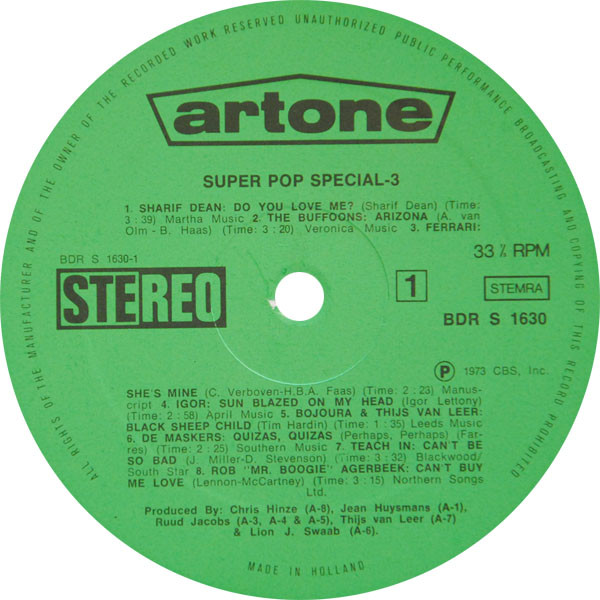 ALL RIGHTS OF THE MANUFACTURER AND OF THE OWNER OF THE RECORDED WORK RESERVED UNAUTHORIZED PUBLIC PERFORMANCE BROADCASTING AND COPYING OF THIS RECORD PROHIBITED
artone
SUPER POP SPECIAL-3
1. SHARIF DEAN: DO YOU LOVE ME? (Sharif Dean) (Time:
3 : 39) Martha Music 2. THE BUFFOONS: ARIZONA (A. van
Olm - B. Haas) (Time: 3 : 20) Veronica Music 3. FERRARI:
BDR S 1630-1
33⅓ RPM
STEREO
1
STEMRA
BDR S 1630
Ⓟ 1973 CBS, Inc.
SHE'S MINE (C. Verboven-H.B.A. Faas) (Time: 2 : 23) Manus-
cript 4. IGOR: SUN BLAZED ON MY HEAD (Igor Lettony)
(Time: 2 : 58) April Music 5. BOJOURA & THIJS VAN LEER:
BLACK SHEEP CHILD (Tim Hardin) (Time: 1 : 35) Leeds Music
6. DE MASKERS: QUIZAS, QUIZAS (Perhaps, Perhaps) (Far-
res) (Time: 2 : 25) Southern Music 7. TEACH IN: CAN'T BE
SO BAD (J. Miller-D. Stevenson) (Time: 3 : 32) Blackwood/
South Star 8. ROB "MR. BOOGIE" AGERBEEK: CAN'T BUY
ME LOVE (Lennon-McCartney) (Time: 3 : 15) Northern Songs
Ltd.
Produced By: Chris Hinze (A-8), Jean Huysmans (A-1),
Ruud Jacobs (A-3, A-4 & A-5), Thijs van Leer (A-7)
& Lion J. Swaab (A-6).
MADE IN HOLLAND